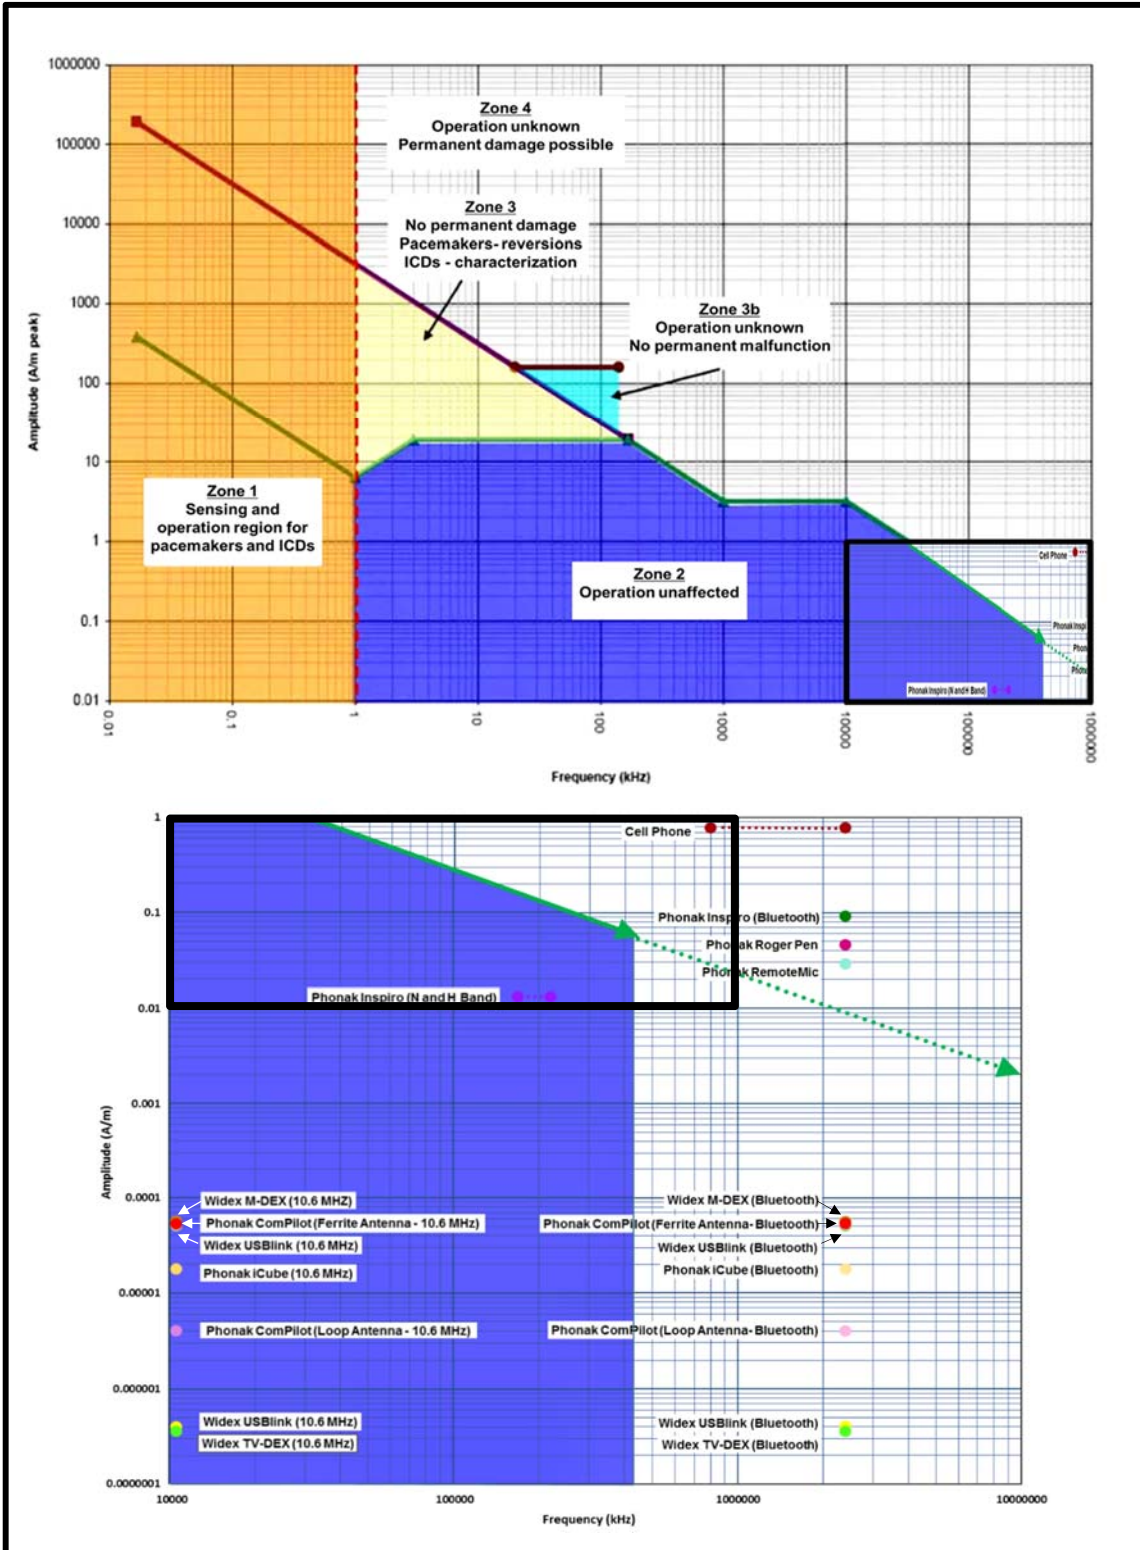 1000000
100000
10000
1000
100
10
1
0.1
0.01
Amplitude (A/m peak)
Zone 4
Operation unknown
Permanent damage possible
Zone 3
No permanent damage
Pacemakers- reversions
ICDs - characterization
Zone 3b
Operation unknown
No permanent malfunction
Zone 1
Sensing and
operation region for
pacemakers and ICDs
Zone 2
Operation unaffected
Cell Phone
Phonak Inspi
Phon
Phona
Phonak Inspiro (N and H Band)
0.01
0.1
1
10
100
1000
Frequency (kHz)
1
0.1
0.01
0.001
0.0001
0.00001
0.000001
0.0000001
Amplitude (A/m)
Cell Phone
Phonak Inspiro (Bluetooth)
Phonak Roger Pen
Phonak RemoteMic
Phonak Inspiro (N and H Band)
Widex M-DEX (10.6 MHZ)
Phonak ComPilot (Ferrite Antenna - 10.6 MHz)
Widex USBlink (10.6 MHz)
Phonak iCube (10.6 MHz)
Phonak ComPilot (Loop Antenna - 10.6 MHz)
Widex USBlink (10.6 MHz)
Widex TV-DEX (10.6 MHz)
Widex M-DEX (Bluetooth)
Phonak ComPilot (Ferrite Antenna- Bluetooth)
Widex USBlink (Bluetooth)
Phonak iCube (Bluetooth)
Phonak ComPilot (Loop Antenna- Bluetooth)
Widex USBlink (Bluetooth)
Widex TV-DEX (Bluetooth)
10000
100000
1000000
10000000
Frequency (kHz)